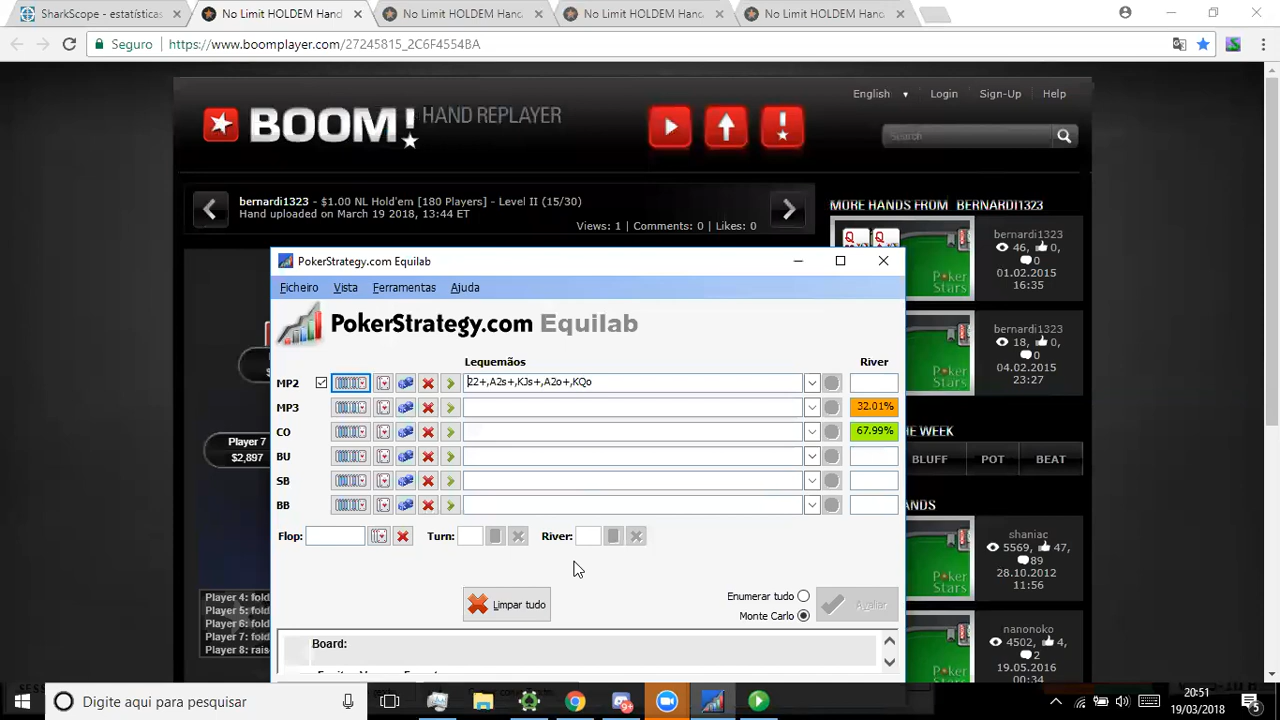 SharkScope - estatísticas
No Limit HOLDEM Hand
No Limit HOLDEM Hand
No Limit HOLDEM Hand
No Limit HOLDEM Hand
Seguro
https://www.boomplayer.com/27245815_2C6F4554BA
English
Login
Sign-Up
Help
BOOM!
HAND REPLAYER
Search
bernardi1323 - $1.00 NL Hold'em [180 Players] - Level II (15/30)
Hand uploaded on March 19 2018, 13:44 ET
Views: 1 | Comments: 0 | Likes: 0
MORE HANDS FROM BERNARDI1323
Q Q
bernardi1323
46, 0,
0
01.02.2015
16:35
Poker
Stars
bernardi1323
18, 0,
0
04.02.2013
23:27
Poker
Stars
PokerStrategy.com Equilab
Ficheiro
Vista
Ferramentas
Ajuda
PokerStrategy.com Equilab
Lequemãos
River
MP2
22+,A2s+,KJs+,A2o+,KQo
MP3
32.01%
CO
67,99%
BU
SB
BB
Flop:
Turn:
River:
Limpar tudo
Enumerar tudo
Monte Carlo
Avaliar
Board:
Player 7
$2,897
Player 4: fold
Player 5: fold
Player 6: fold
Player 7: fold
Player 8: rais
E WEEK
BLUFF
POT
BEAT
ANDS
shaniac
5569, 47,
89
28.10.2012
11:56
nanonoko
4502, 4,
2
19.05.2016
Digite aqui para pesquisar
20:51
19/03/2018
5